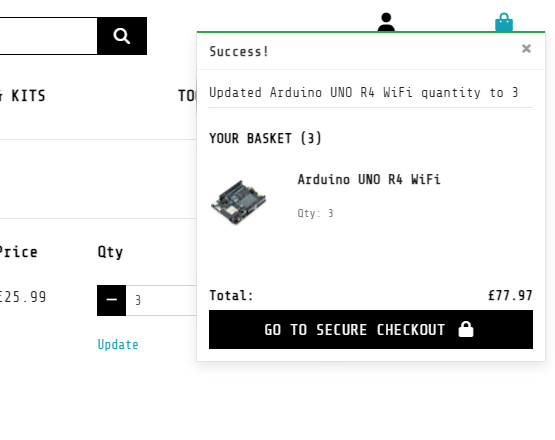 Success!
×
& KITS
Updated Arduino UNO R4 WiFi quantity to 3
YOUR BASKET (3)
Arduino UNO R4 WiFi
Qty: 3
Price
Qty
£25.99
3
Update
Total:
£77.97
GO TO SECURE CHECKOUT